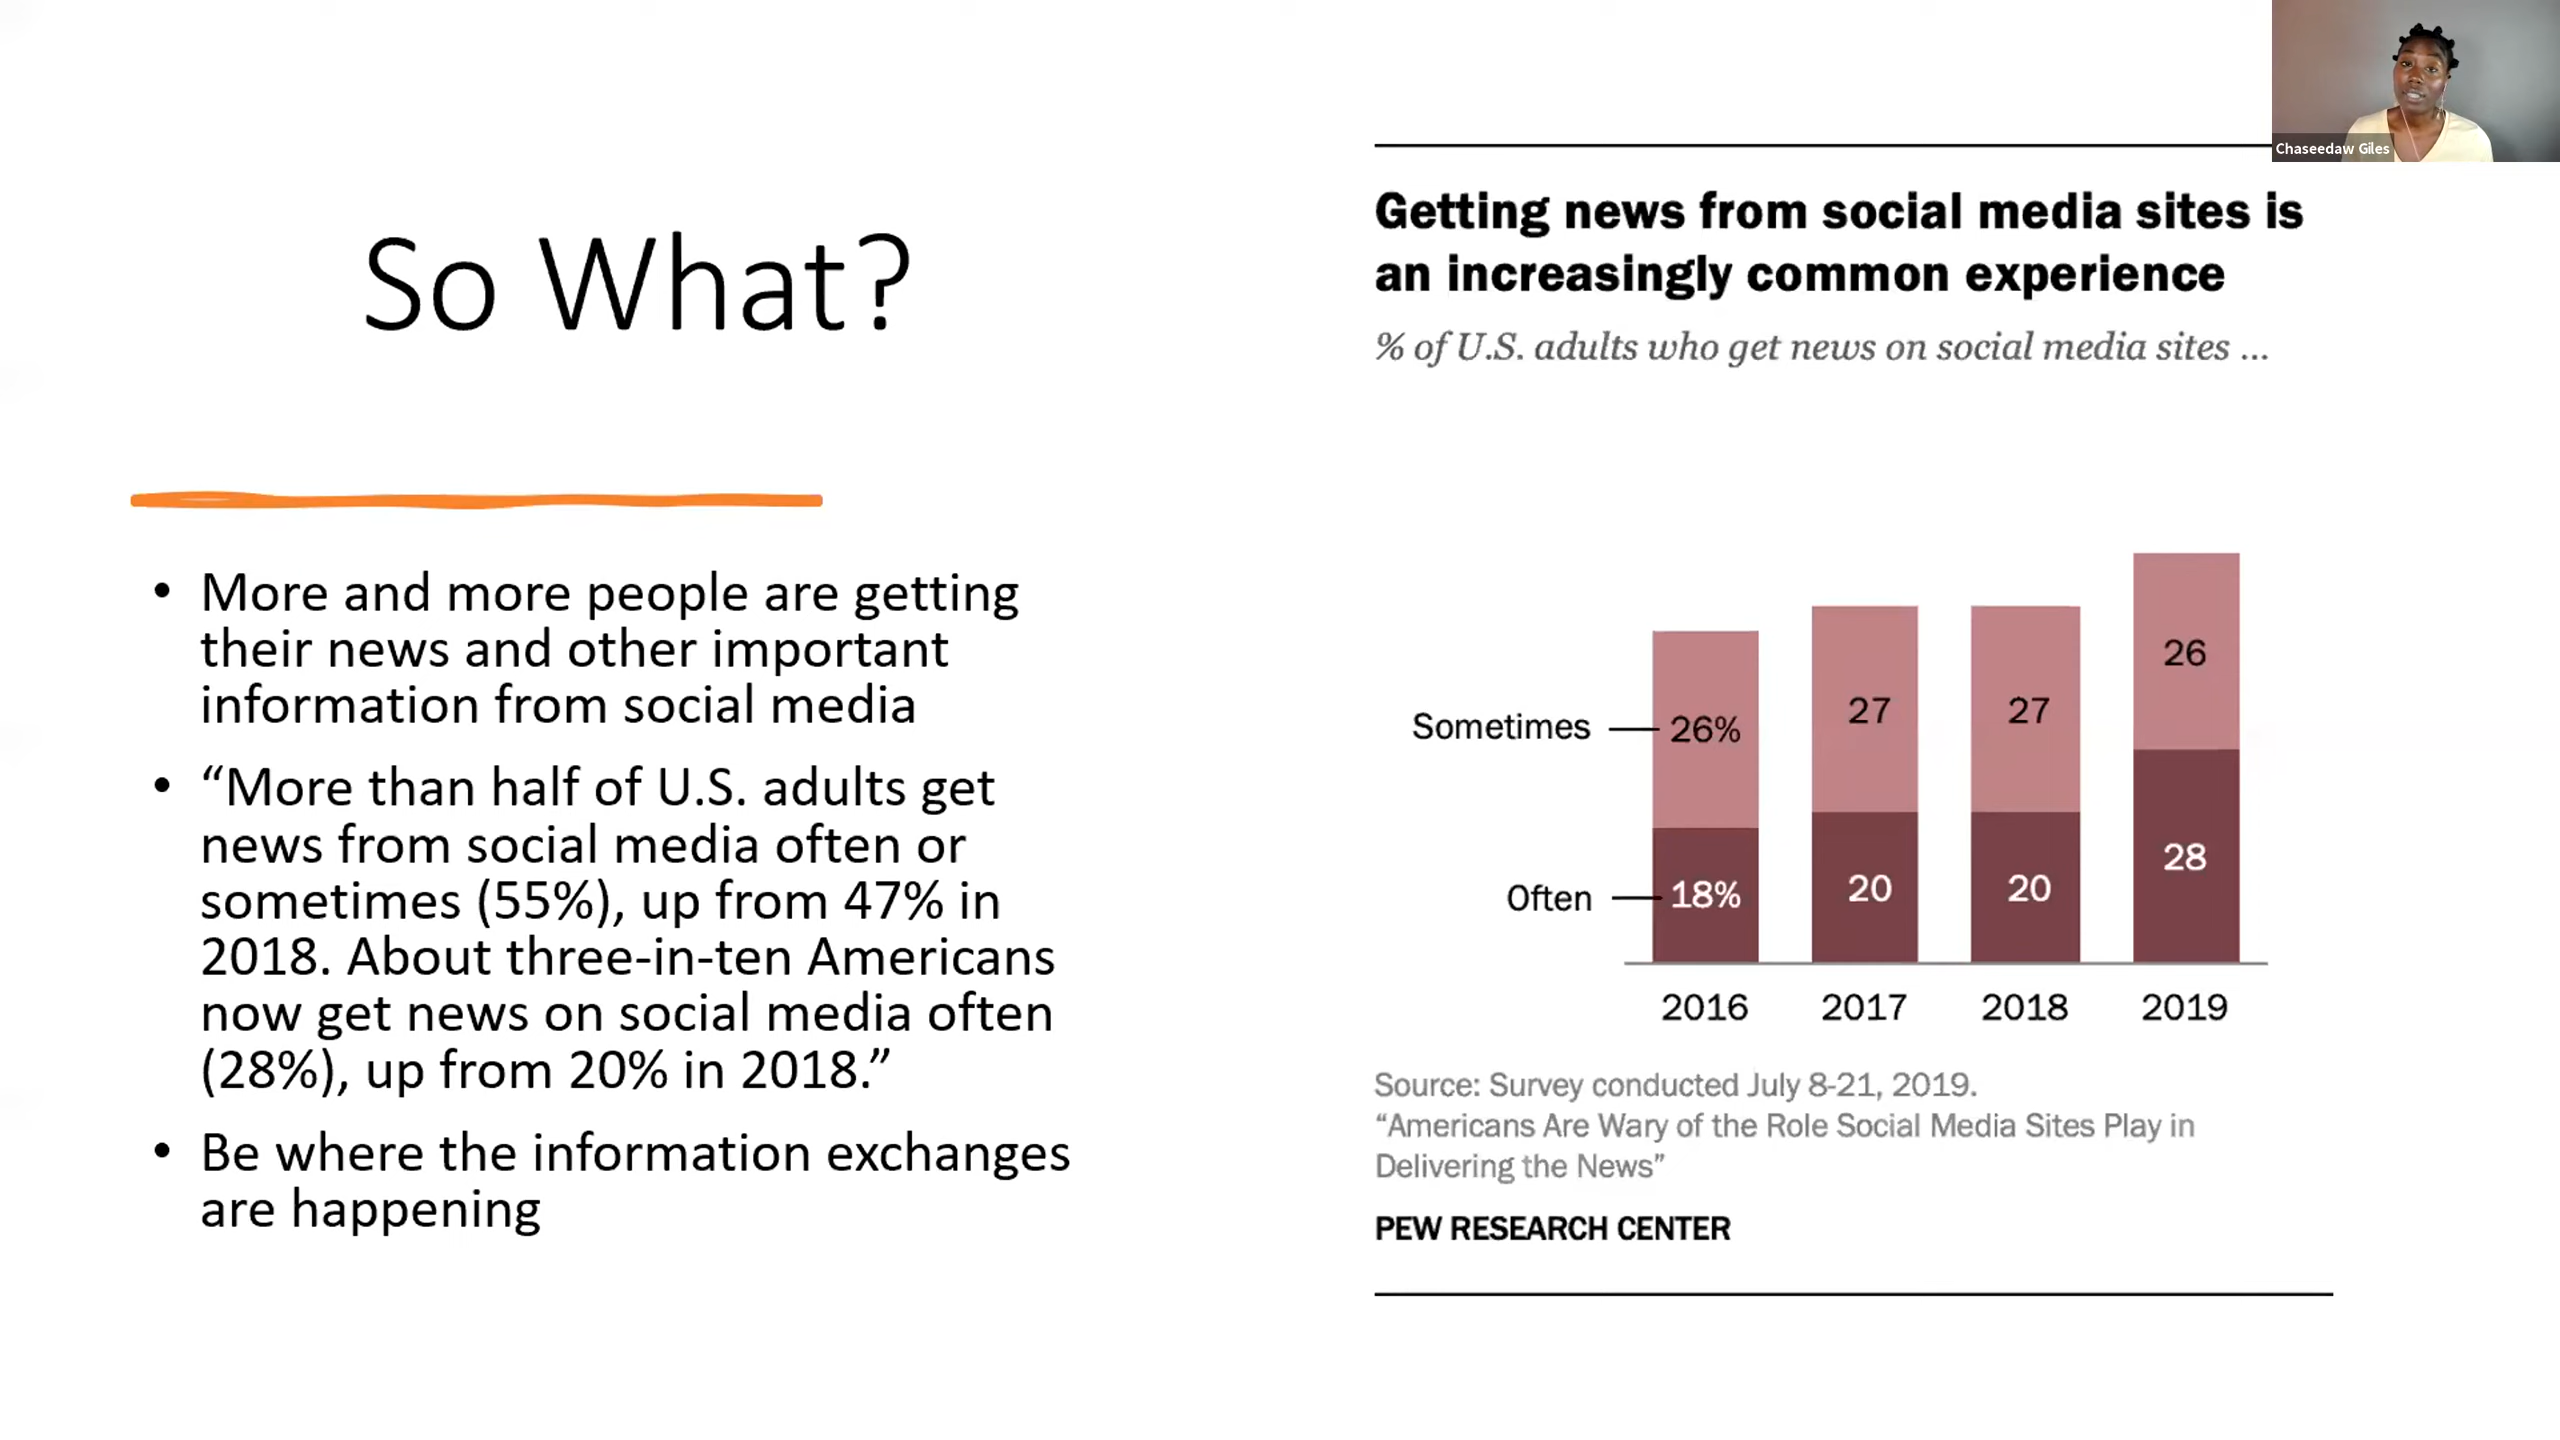 Chaseedaw Giles
So What?
• More and more people are getting
their news and other important
information from social media
• “More than half of U.S. adults get
news from social media often or
sometimes (55%), up from 47% in
2018. About three-in-ten Americans
now get news on social media often
(28%), up from 20% in 2018.”
• Be where the information exchanges
are happening
Getting news from social media sites is
an increasingly common experience
% of U.S. adults who get news on social media sites ...
Sometimes 26% 27 27 26
Often 18% 20 20 28
2016 2017 2018 2019
Source: Survey conducted July 8-21, 2019.
“Americans Are Wary of the Role Social Media Sites Play in
Delivering the News”
PEW RESEARCH CENTER